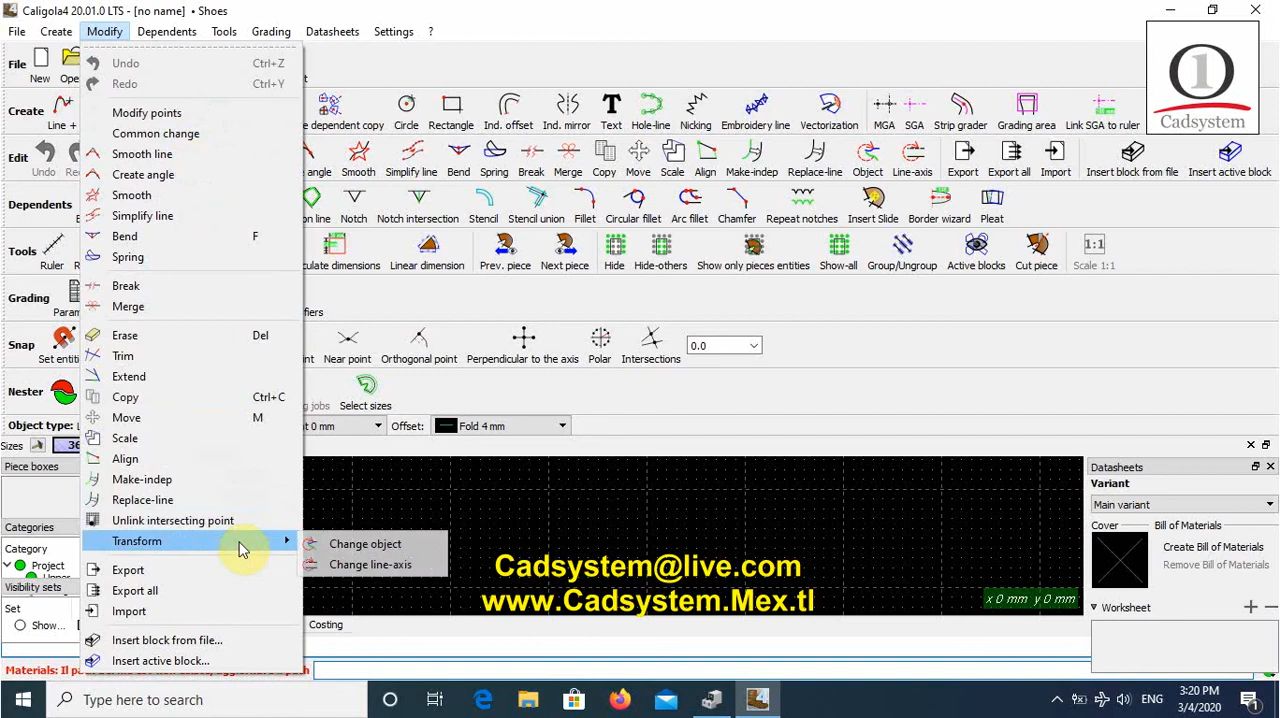 Caligola4 20.01.0 LTS - [no name] • Shoes
File Create Modify Dependents Tools Grading Datasheets Settings ?
Undo Ctrl+Z
Redo Ctrl+Y
Modify points
Common change
Smooth line
Create angle
Smooth
Simplify line
Bend F
Spring
Break
Merge
Erase Del
Trim
Extend
Copy Ctrl+C
Move M
Scale
Align
Make-indep
Replace-line
Unlink intersecting point
Transform
Export
Export all
Import
Insert block from file...
Insert active block...
Change object
Change line-axis
File New
Create Line + Circle Rectangle Ind. offset Ind. mirror Text Hole-line Nicking Embroidery line Vectorization MGA SGA Strip grader Grading area Link SGA to ruler
Edit Undo Smooth Simplify line Bend Spring Break Merge Copy Move Scale Align Make-indep Replace-line Object Line-axis Export Export all Import Insert block from file Insert active block
Dependents Notch Notch intersection Stencil Stencil union Fillet Circular fillet Arc fillet Chamfer Repeat notches Insert Slide Border wizard Pleat
Tools Ruler Linear dimension Prev. piece Next piece Hide Hide-others Show only pieces entities Show-all Group/Ungroup Active blocks Cut piece Scale 1:1
1:1
Grading
Snap Near point Orthogonal point Perpendicular to the axis Polar Intersections 0.0
Nester Select sizes
Object type: Offset: Fold 4 mm
Sizes 36
Piece boxes
Categories
Category
Project
Upper
Visibility sets
Set
Show...
Costing
x 0 mm y 0 mm
Datasheets
Variant
Main variant
Cover Bill of Materials
Create Bill of Materials
Remove Bill of Materials
Worksheet
Cadsystem
Cadsystem@live.com
www.Cadsystem.Mex.tl
Type here to search
ENG
3:20 PM
3/4/2020